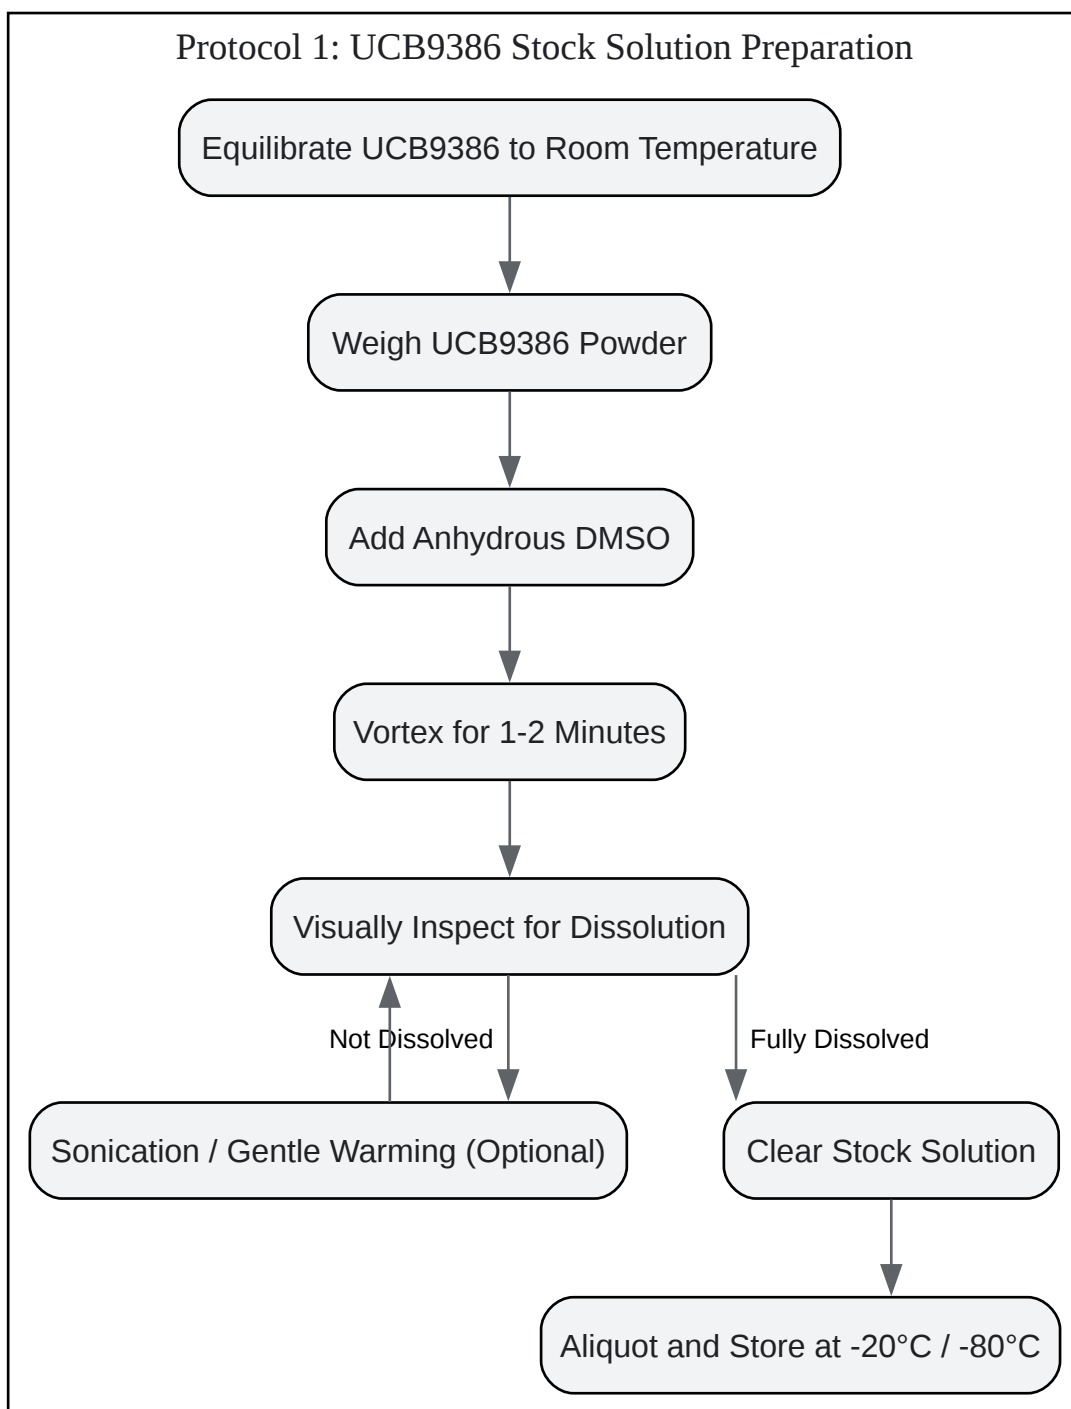 Protocol 1: UCB9386 Stock Solution Preparation
Equilibrate UCB9386 to Room Temperature
Weigh UCB9386 Powder
Add Anhydrous DMSO
Vortex for 1-2 Minutes
Visually Inspect for Dissolution
Not Dissolved
Fully Dissolved
Sonication / Gentle Warming (Optional)
Clear Stock Solution
Aliquot and Store at -20°C / -80°C